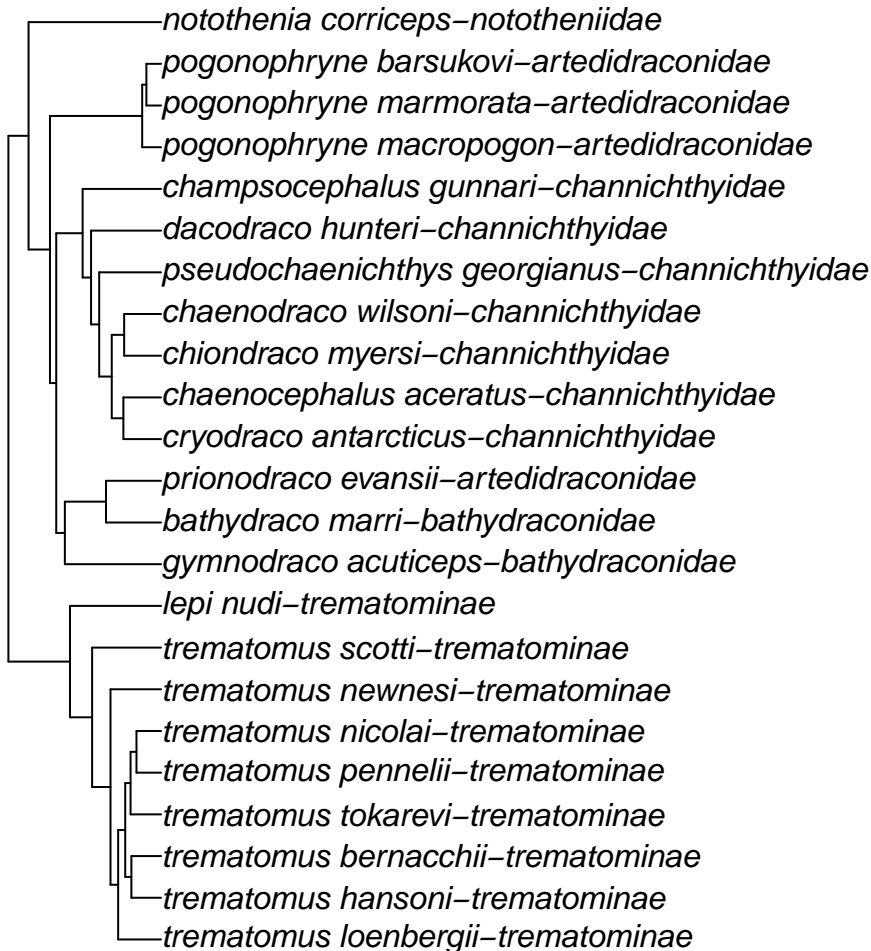 notothenia corriceps−nototheniidae
pogonophryne barsukovi−artedidraconidae
pogonophryne marmorata−artedidraconidae
pogonophryne macropogon−artedidraconidae
champsocephalus gunnari−channichthyidae
dacodraco hunteri−channichthyidae
pseudochaenichthys georgianus−channichthyidae
chaenodraco wilsoni−channichthyidae
chiondraco myersi−channichthyidae
chaenocephalus aceratus−channichthyidae
cryodraco antarcticus−channichthyidae
prionodraco evansii−artedidraconidae
bathydraco marri−bathydraconidae
gymnodraco acuticeps−bathydraconidae
lepi nudi−trematominae
trematomus scotti−trematominae
trematomus newnesi−trematominae
trematomus nicolai−trematominae
trematomus pennelii−trematominae
trematomus tokarevi−trematominae
trematomus bernacchii−trematominae
trematomus hansoni−trematominae
trematomus loenbergii−trematominae